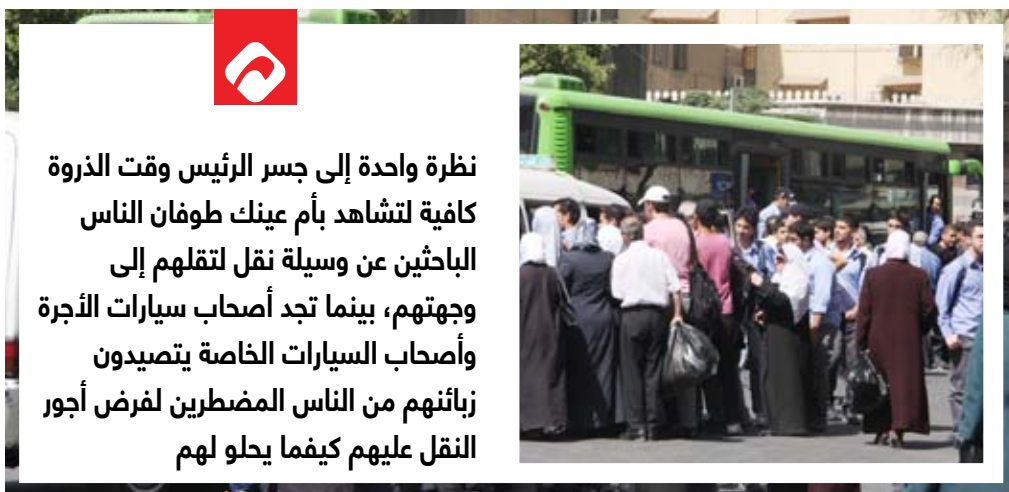 نظرة واحدة إلى جسر الرئيس وقت الذروة
كافية لتشاهد بأم عينك طوفان الناس
الباحثين عن وسيلة نقل لتقلهم إلى
وجهتهم، بينما تجد أصحاب سيارات الأجرة
وأصحاب السيارات الخاصة يتصيدون
زبائنهم من الناس المضطرين لفرض أجور
النقل عليهم كيفما يحلو لهم